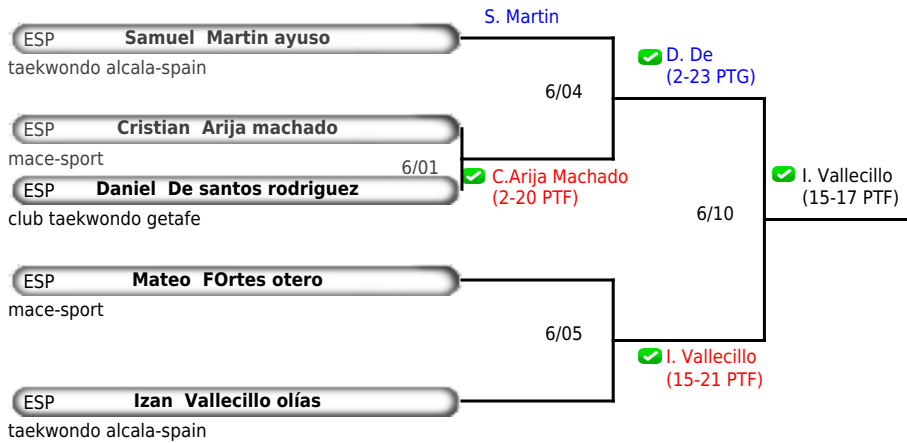 S. Martin
ESP Samuel Martin ayuso
taekwondo alcala-spain
D. De
(2-23 PTG)
6/04
ESP Cristian Arija machado
mace-sport
6/01
C.Arija Machado
(2-20 PTF)
ESP Daniel De santos rodriguez
club taekwondo getafe
I. Vallecillo
(15-17 PTF)
6/10
ESP Mateo FOrtes otero
mace-sport
6/05
I. Vallecillo
(15-21 PTF)
ESP Izan Vallecillo olías
taekwondo alcala-spain